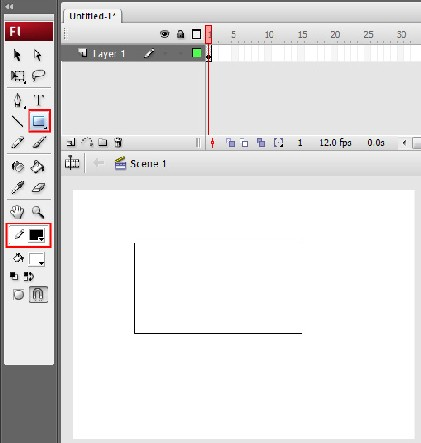 Fl
Untitled-1*
1 5 10 15 20 25 30
Layer 1
1 12.0 fps 0.0s
Scene 1
T